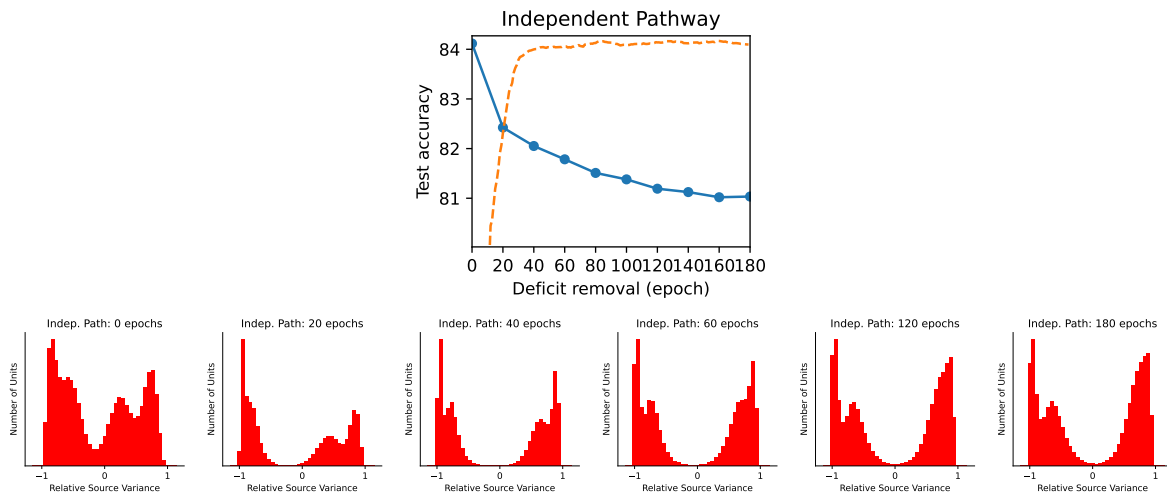 Independent Pathway
84
83
82
81
Test accuracy
0 20 40 60 80 100 120 140 160 180
Deficit removal (epoch)
Indep. Path: 0 epochs
Number of Units
−1 0 1
Relative Source Variance
Indep. Path: 20 epochs
Number of Units
−1 0 1
Relative Source Variance
Indep. Path: 40 epochs
Number of Units
−1 0 1
Relative Source Variance
Indep. Path: 60 epochs
Number of Units
−1 0 1
Relative Source Variance
Indep. Path: 120 epochs
Number of Units
−1 0 1
Relative Source Variance
Indep. Path: 180 epochs
Number of Units
−1 0 1
Relative Source Variance